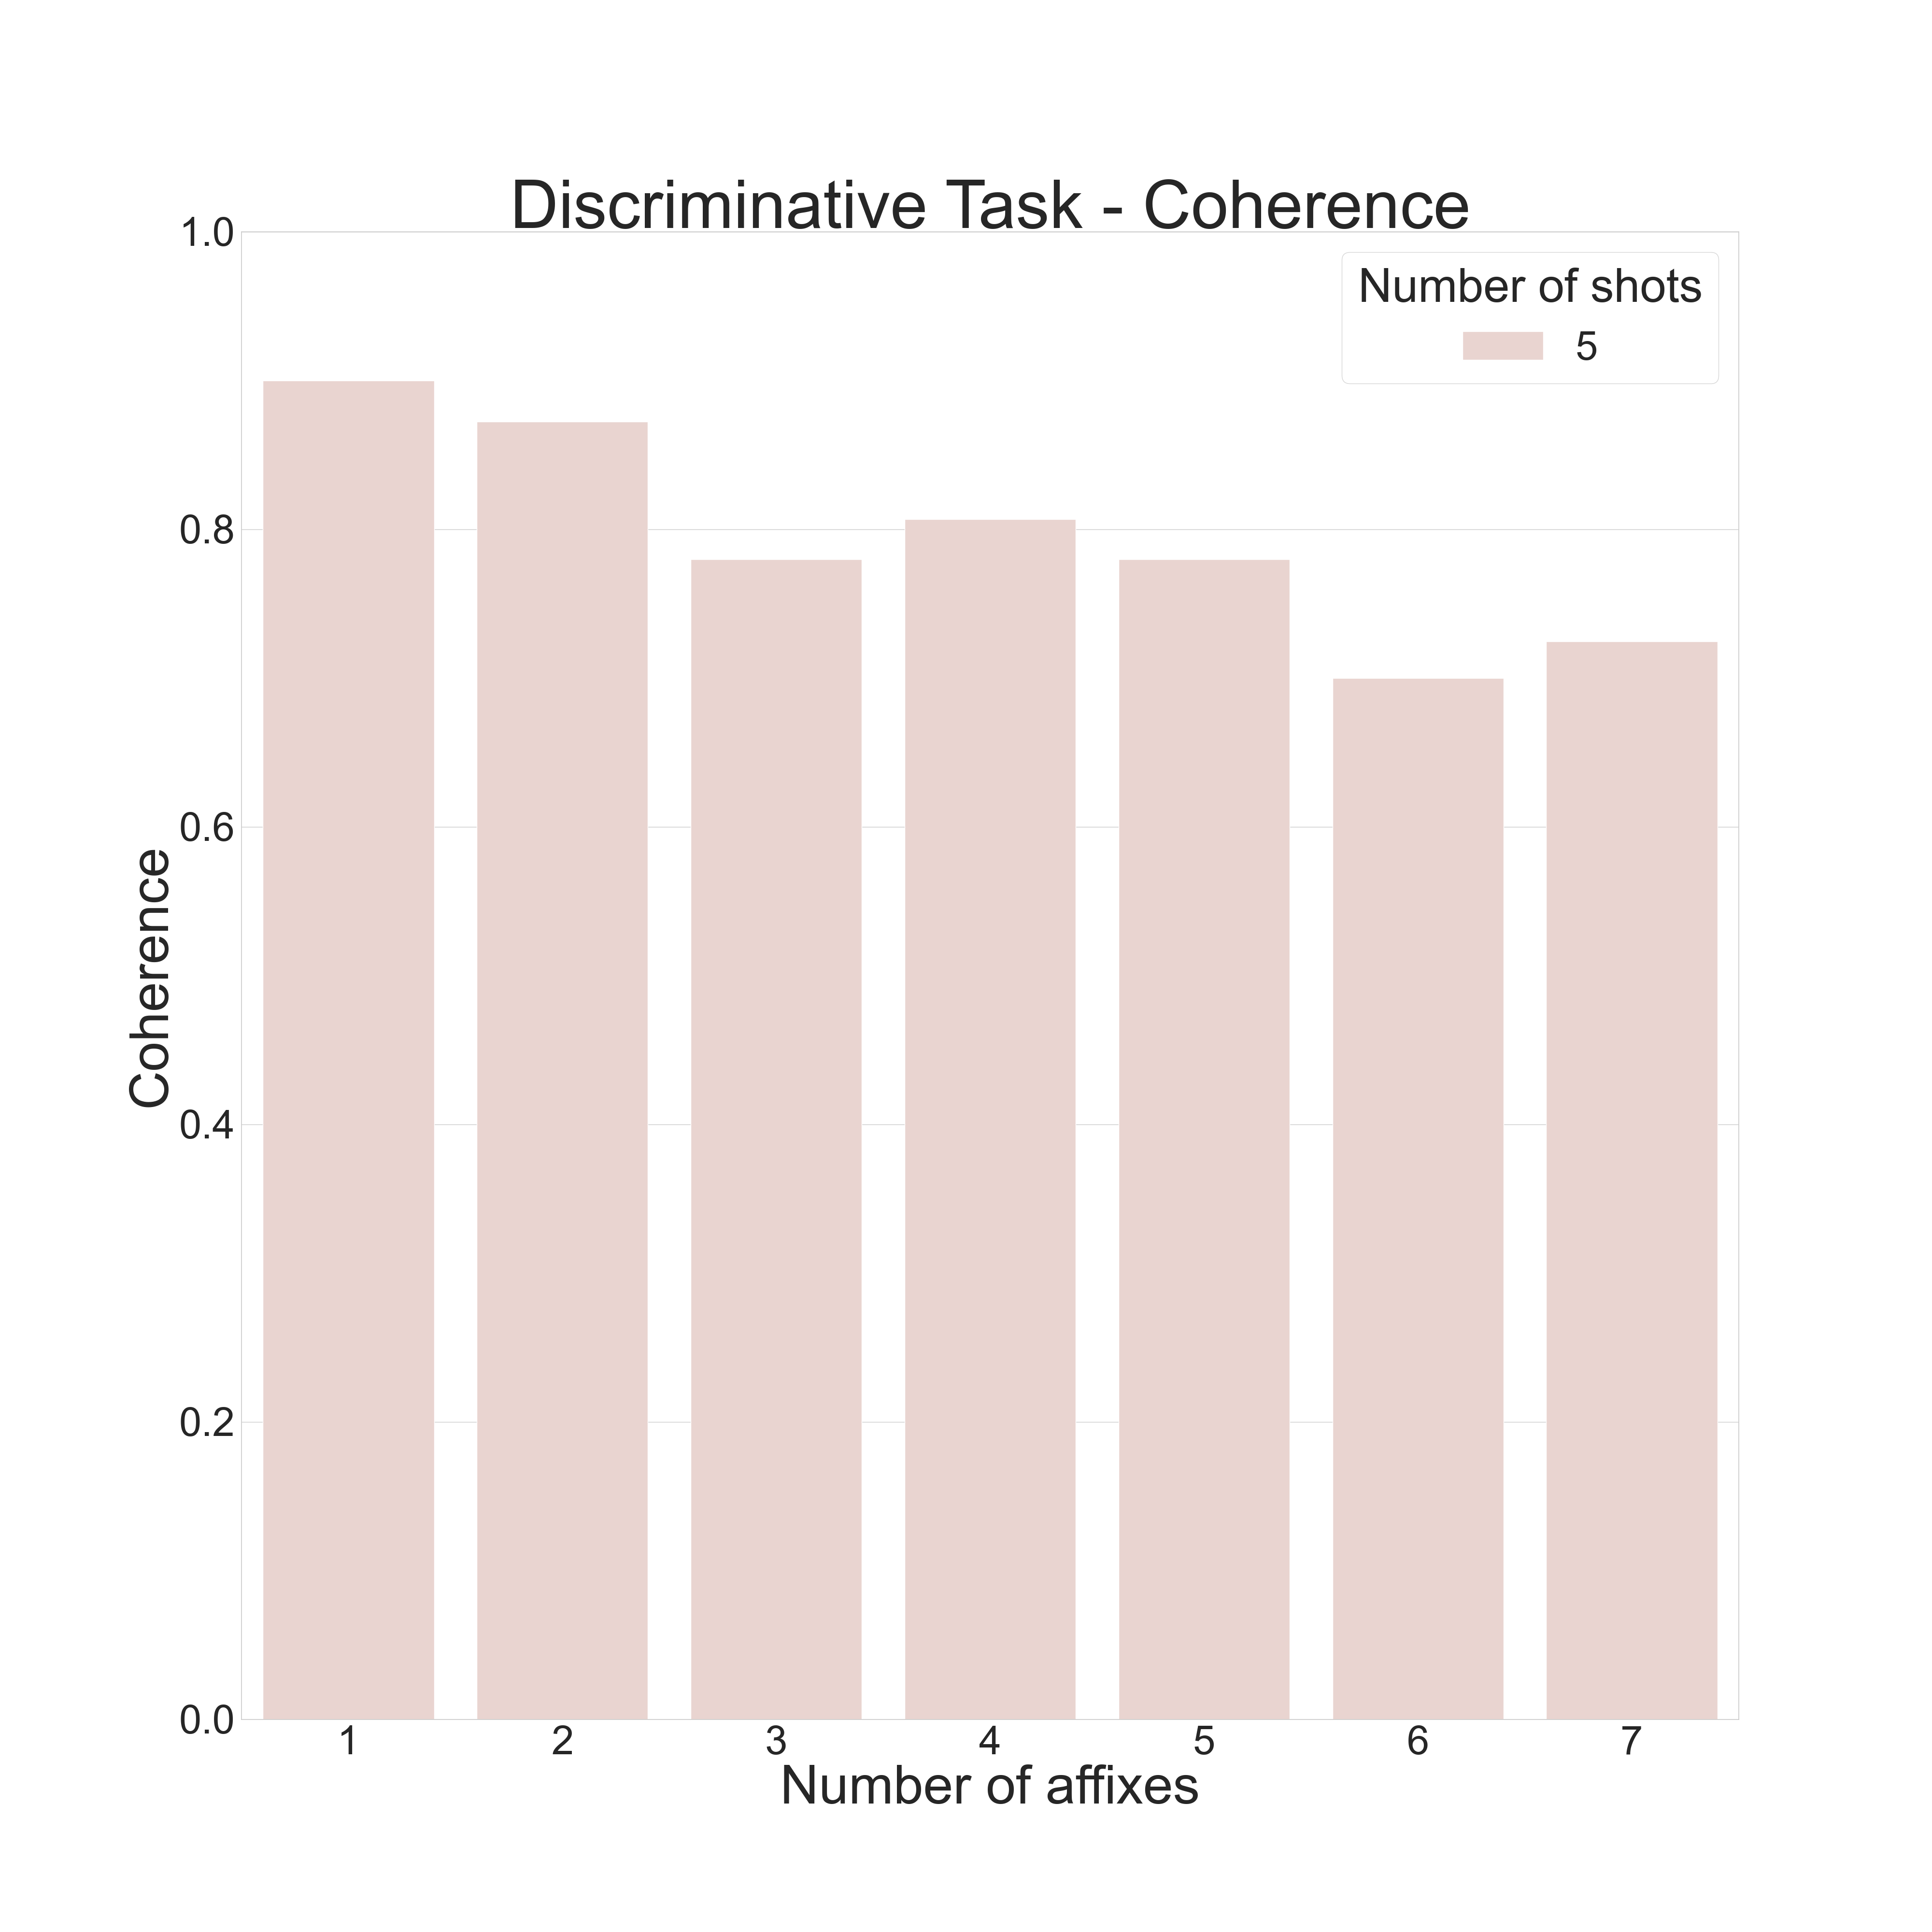 Discriminative Task - Coherence
1.0
Number of shots
5
0.8
0.6
Coherence
0.4
0.2
0.0
1 2 3 4 5 6 7
Number of affixes